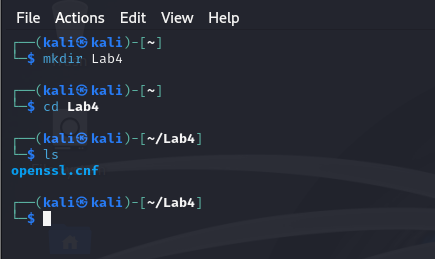 File Actions Edit View Help
┌──(kali㉿kali)-[~]
└─$ mkdir Lab4
┌──(kali㉿kali)-[~]
└─$ cd Lab4
┌──(kali㉿kali)-[~/Lab4]
└─$ ls
openssl.cnf
┌──(kali㉿kali)-[~/Lab4]
└─$